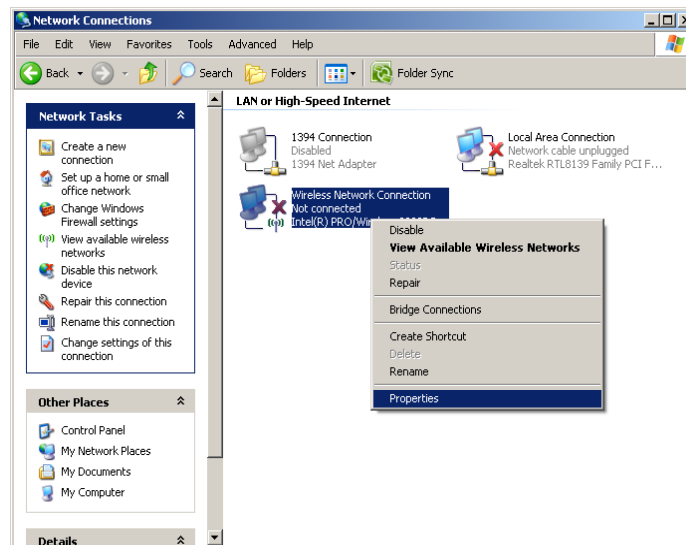 Network Connections
File Edit View Favorites Tools Advanced Help
Back Search Folders Folder Sync
Network Tasks
Create a new
connection
Set up a home or small
office network
Change Windows
Firewall settings
View available wireless
networks
Disable this network
device
Repair this connection
Rename this connection
Change settings of this
connection
Other Places
Control Panel
My Network Places
My Documents
My Computer
Details
LAN or High-Speed Internet
1394 Connection
Disabled
1394 Net Adapter
Local Area Connection
Network cable unplugged
Realtek RTL8139 Family PCI F...
Wireless Network Connection
Not connected
Intel(R)
Disable
View Available Wireless Networks
Status
Repair
Bridge Connections
Create Shortcut
Delete
Rename
Properties